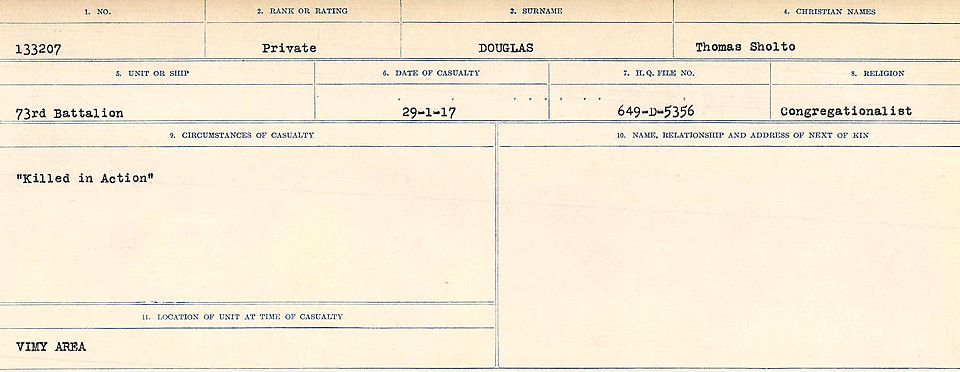 1. NO.
2. RANK OR RATING
3. SURNAME
4. CHRISTIAN NAMES
133207
Private
DOUGLAS
Thomas Sholto
5. UNIT OR SHIP
6. DATE OF CASUALTY
7. H.Q. FILE NO.
8. RELIGION
73rd Battalion
29-1-17
649-D-5356
Congregationalist
9. CIRCUMSTANCES OF CASUALTY
10. NAME, RELATIONSHIP AND ADDRESS OF NEXT OF KIN
"Killed in Action"
11. LOCATION OF UNIT AT TIME OF CASUALTY
VIMY AREA